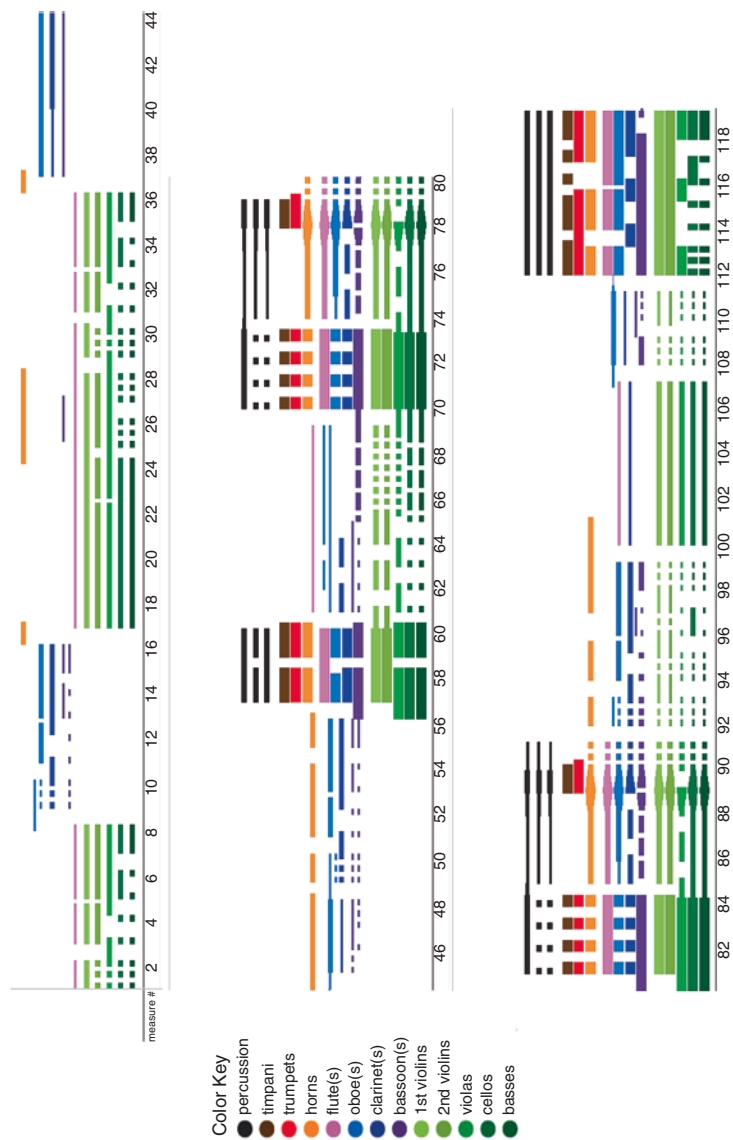 measure #
2 4 6 8 10 12 14 16 18 20 22 24 26 28 30 32 34 36 38 40 42 44
46 48 50 52 54 56 58 60 62 64 66 68 70 72 74 76 78 80
82 84 86 88 90 92 94 96 98 100 102 104 106 108 110 112 114 116 118
Color Key
percussion
timpani
trumpets
horns
flute(s)
oboe(s)
clarinet(s)
bassoon(s)
1st violins
2nd violins
violas
cellos
basses